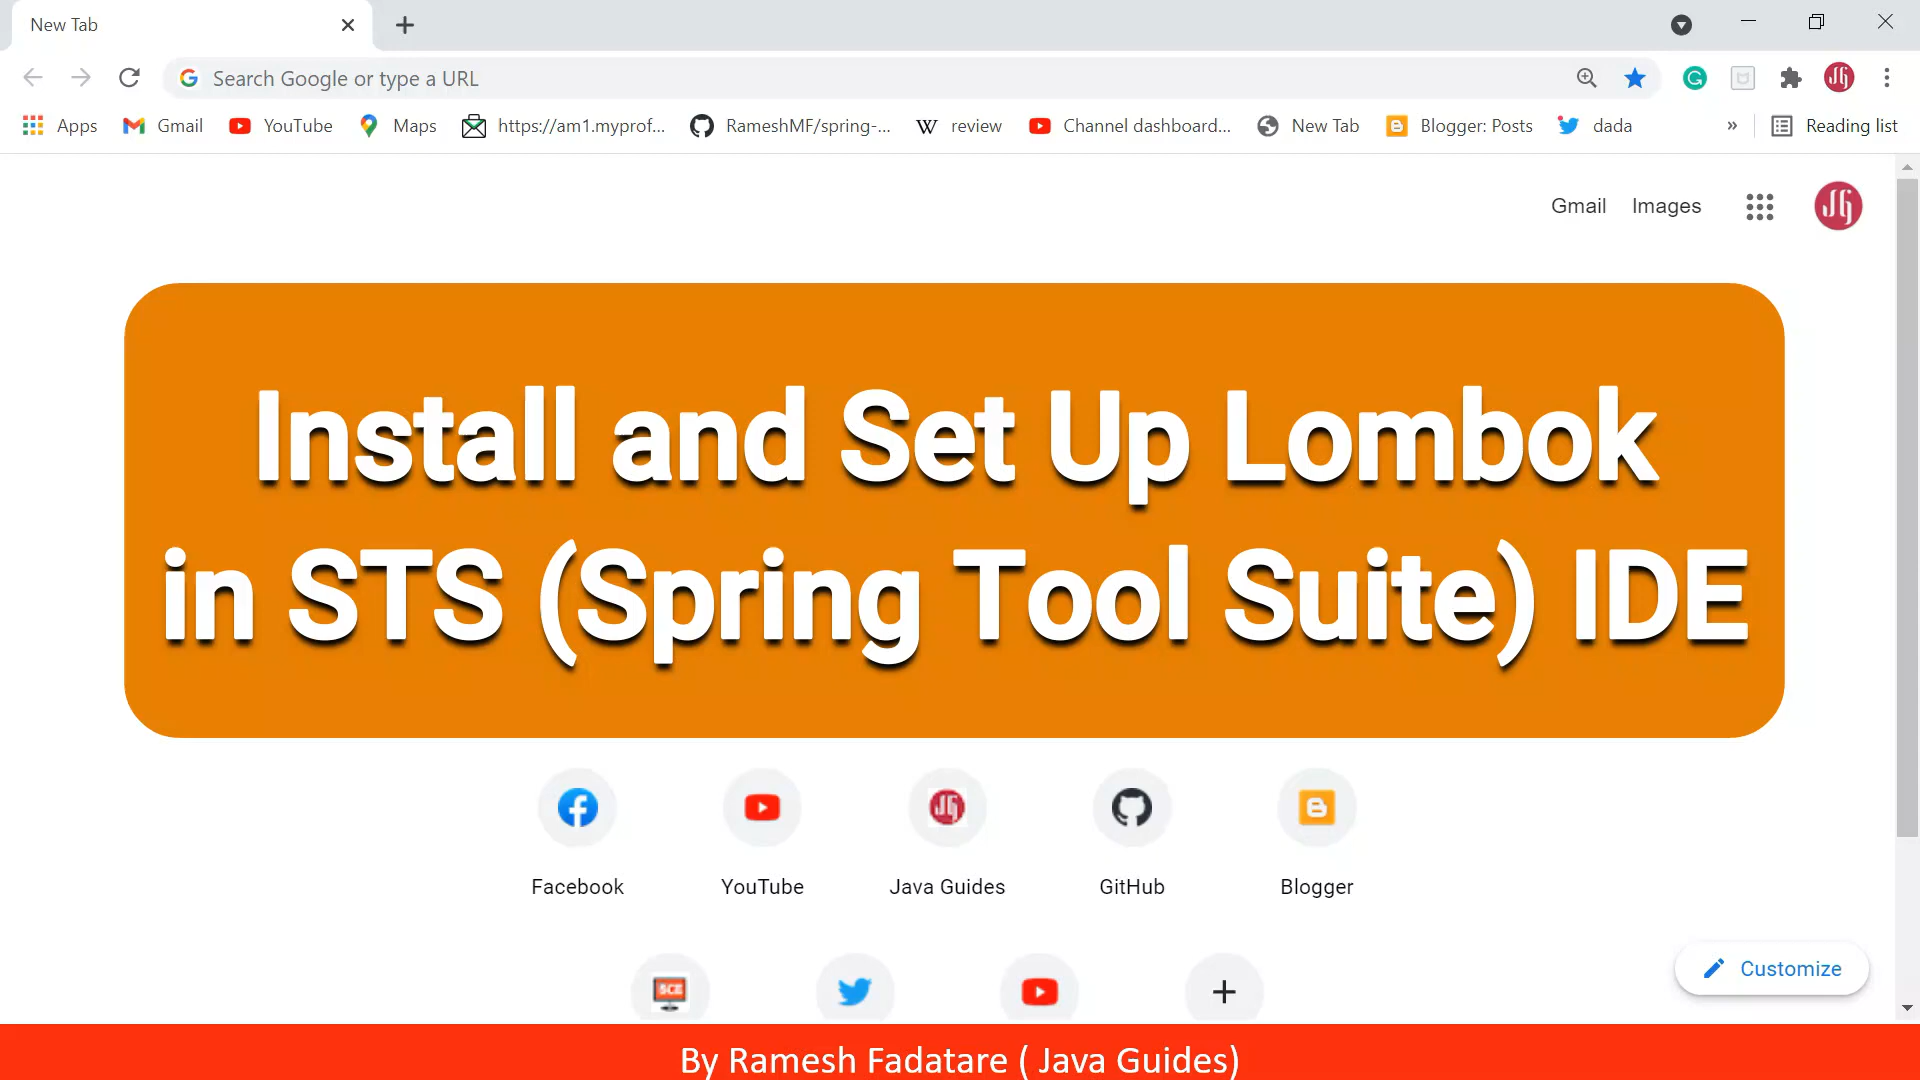 New Tab
Search Google or type a URL
Apps Gmail YouTube Maps https://am1.myprof... RameshMF/spring-... W review Channel dashboard... New Tab Blogger: Posts dada » Reading list
Gmail Images
Install and Set Up Lombok
in STS (Spring Tool Suite) IDE
Facebook YouTube Java Guides GitHub Blogger
SCE
Customize
By Ramesh Fadatare ( Java Guides)